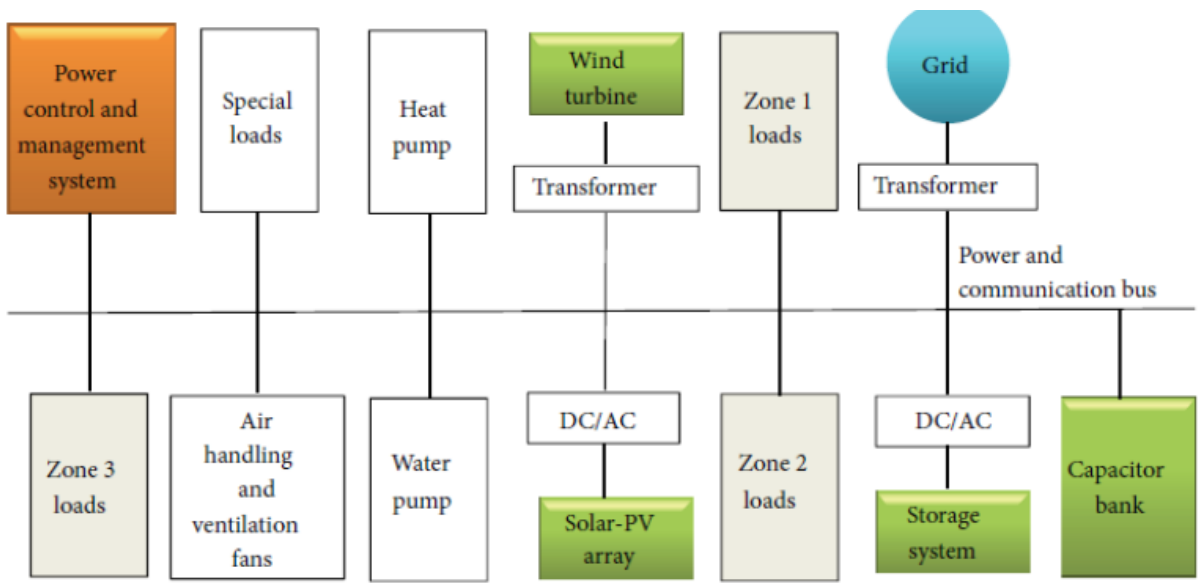 Power
control and
management
system
Special
loads
Heat
pump
Wind
turbine
Transformer
Zone 1
loads
Grid
Transformer
Power and
communication bus
Zone 3
loads
Air
handling
and
ventilation
fans
Water
pump
DC/AC
Solar-PV
array
Zone 2
loads
DC/AC
Storage
system
Capacitor
bank